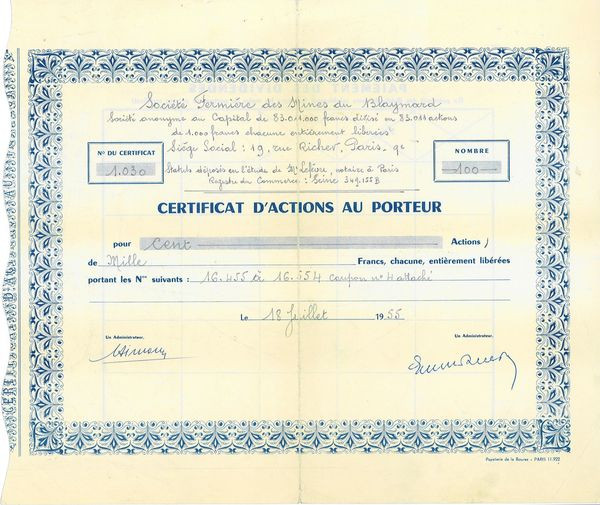 Société Fermière des Mines du Blaymard
Société anonyme au Capital de 83.011.000 francs divisé en 83.011 actions
de 1.000 francs chacune entièrement libérées
Siège Social : 19, rue Richer, Paris. 9e
Statuts déposés en l'étude de Me Lefèvre, notaire à Paris
Registre du Commerce : Seine 349.155 B
No DU CERTIFICAT
1.030
NOMBRE
100
CERTIFICAT D'ACTIONS AU PORTEUR
pour Cent Actions
de Mille Francs, chacune, entièrement libérées
portant les Nos suivants : 16.455 à 16.554 coupon no 4 attaché
Le 18 Juillet 1955
Un Administrateur,
Un Administrateur,
Papeterie de la Bourse - PARIS 11-922